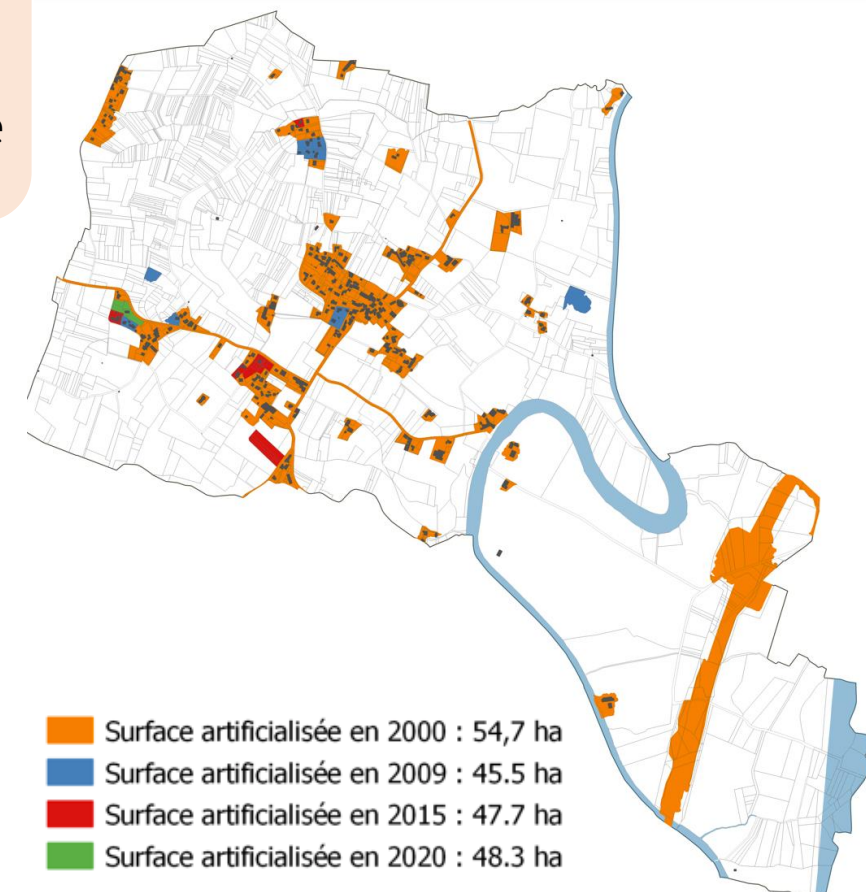 e
Surface artificialisée en 2000 : 54,7 ha
Surface artificialisée en 2009 : 45.5 ha
Surface artificialisée en 2015 : 47.7 ha
Surface artificialisée en 2020 : 48.3 ha